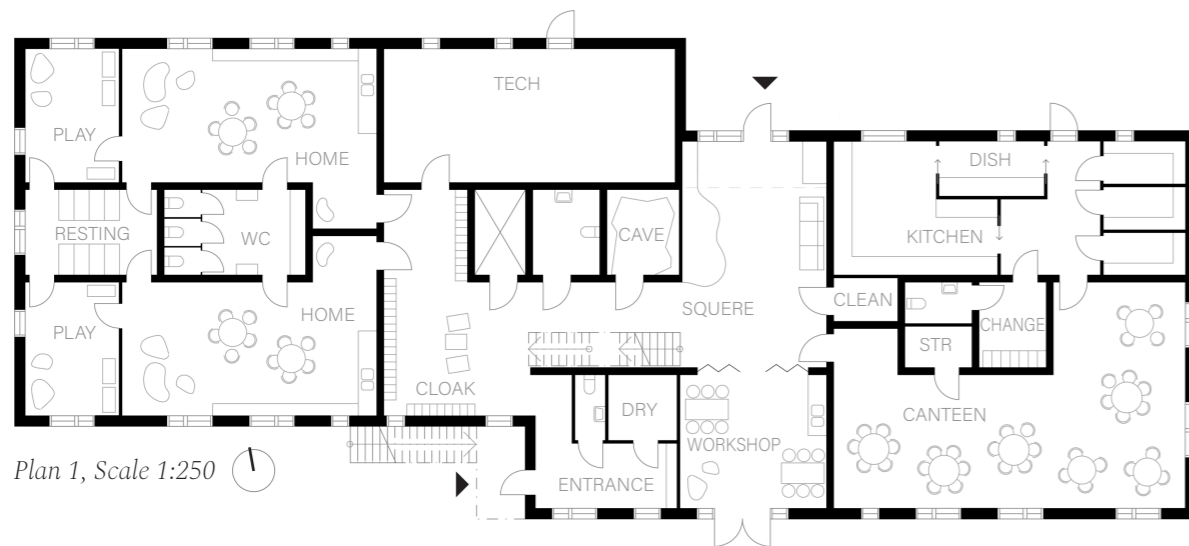 TECH
PLAY
HOME
DISH
RESTING
WC
CAVE
KITCHEN
SQUERE
CLEAN
HOME
PLAY
CHANGE
STR
CLOAK
DRY
CANTEEN
WORKSHOP
ENTRANCE
Plan 1, Scale 1:250